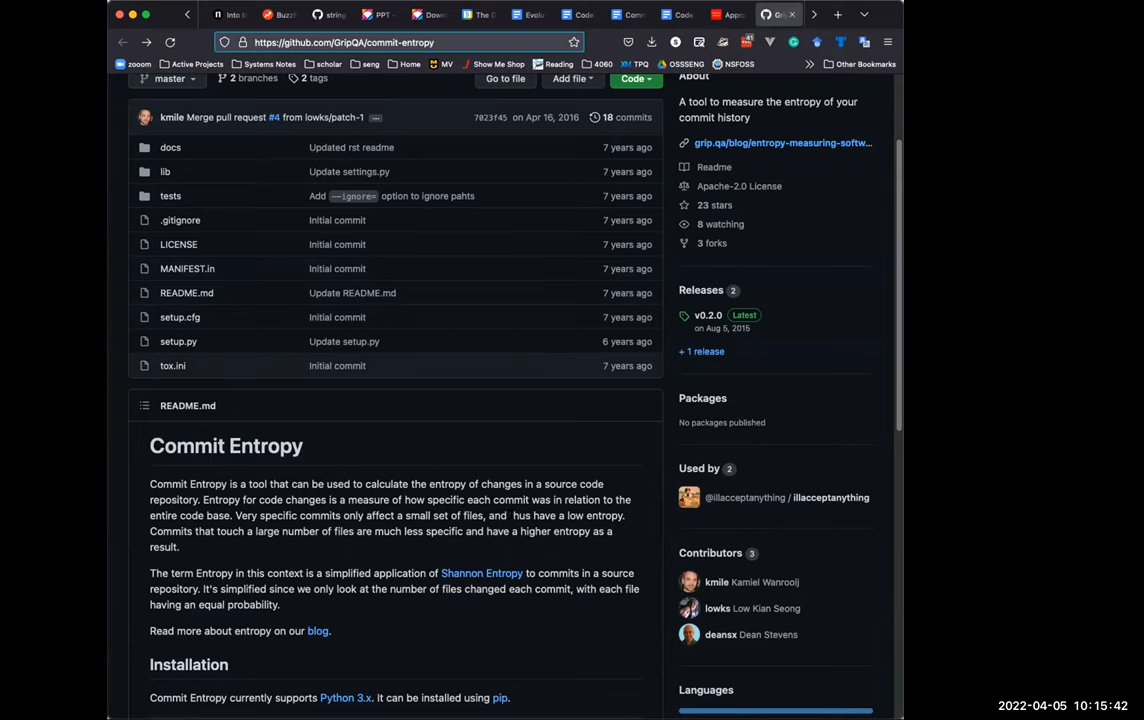 Into th
BuzzF
string
PPT -
Down
The G
Evolu
Code
Comm
Code
Appro
Grip
https://github.com/GripQA/commit-entropy
41
zooom
Active Projects
Systems Notes
scholar
seng
Home
MV
Show Me Shop
Reading
4060
TPQ
OSSSENG
NSFOSS
Other Bookmarks
master
2 branches
2 tags
Go to file
Add file
Code
About
A tool to measure the entropy of your
commit history
grip.qa/blog/entropy-measuring-softw...
Readme
Apache-2.0 License
23 stars
8 watching
3 forks
kmile Merge pull request #4 from lowks/patch-1 ... 7023f45 on Apr 16, 2016 18 commits
docs Updated rst readme 7 years ago
lib Update settings.py 7 years ago
tests Add --ignore= option to ignore pahts 7 years ago
.gitignore Initial commit 7 years ago
LICENSE Initial commit 7 years ago
MANIFEST.in Initial commit 7 years ago
README.md Update README.md 7 years ago
setup.cfg Initial commit 7 years ago
setup.py Update setup.py 6 years ago
tox.ini Initial commit 7 years ago
Releases 2
v0.2.0 Latest
on Aug 5, 2015
+ 1 release
Packages
No packages published
Used by 2
@illacceptanything / illacceptanything
Contributors 3
kmile Kamiel Wanrooij
lowks Low Kian Seong
deansx Dean Stevens
Languages
README.md
Commit Entropy
Commit Entropy is a tool that can be used to calculate the entropy of changes in a source code
repository. Entropy for code changes is a measure of how specific each commit was in relation to the
entire code base. Very specific commits only affect a small set of files, and hus have a low entropy.
Commits that touch a large number of files are much less specific and have a higher entropy as a
result.
The term Entropy in this context is a simplified application of Shannon Entropy to commits in a source
repository. It's simplified since we only look at the number of files changed each commit, with each file
having an equal probability.
Read more about entropy on our blog.
Installation
Commit Entropy currently supports Python 3.x. It can be installed using pip.
2022-04-05 10:15:42